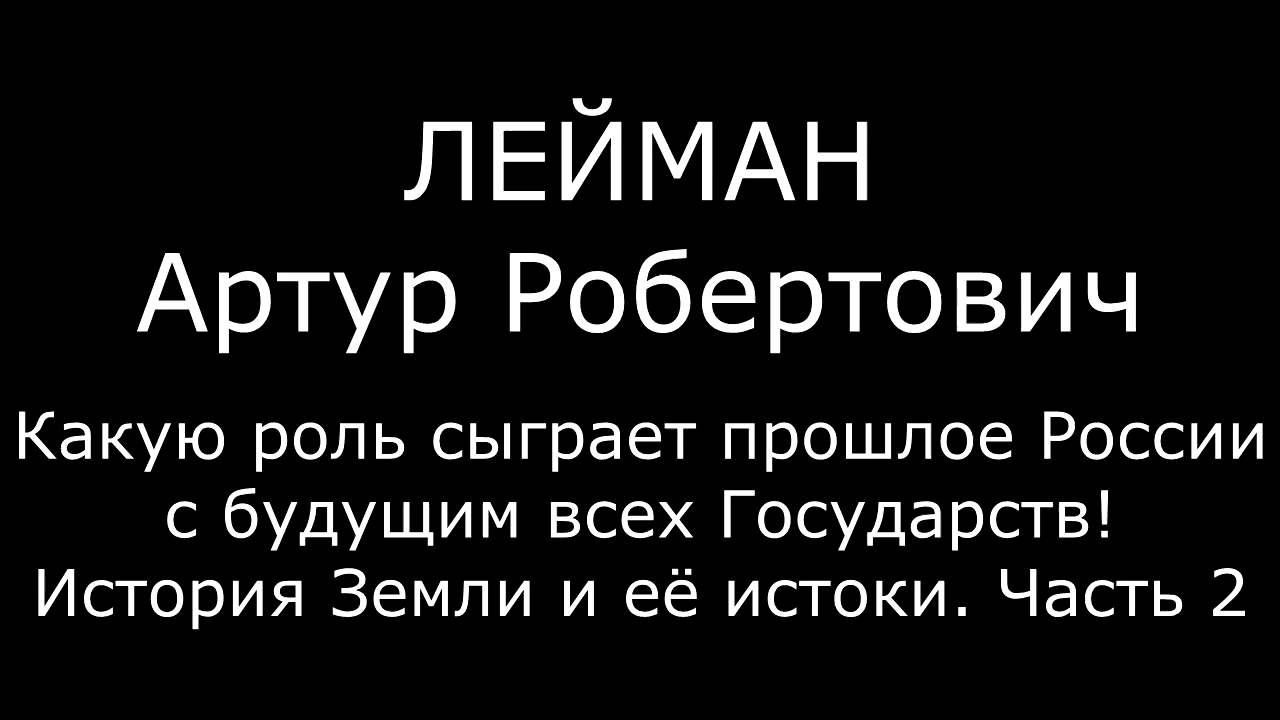 ЛЕЙМАН
Артур Робертович
Какую роль сыграет прошлое России
с будущим всех Государств!
История Земли и её истоки. Часть 2